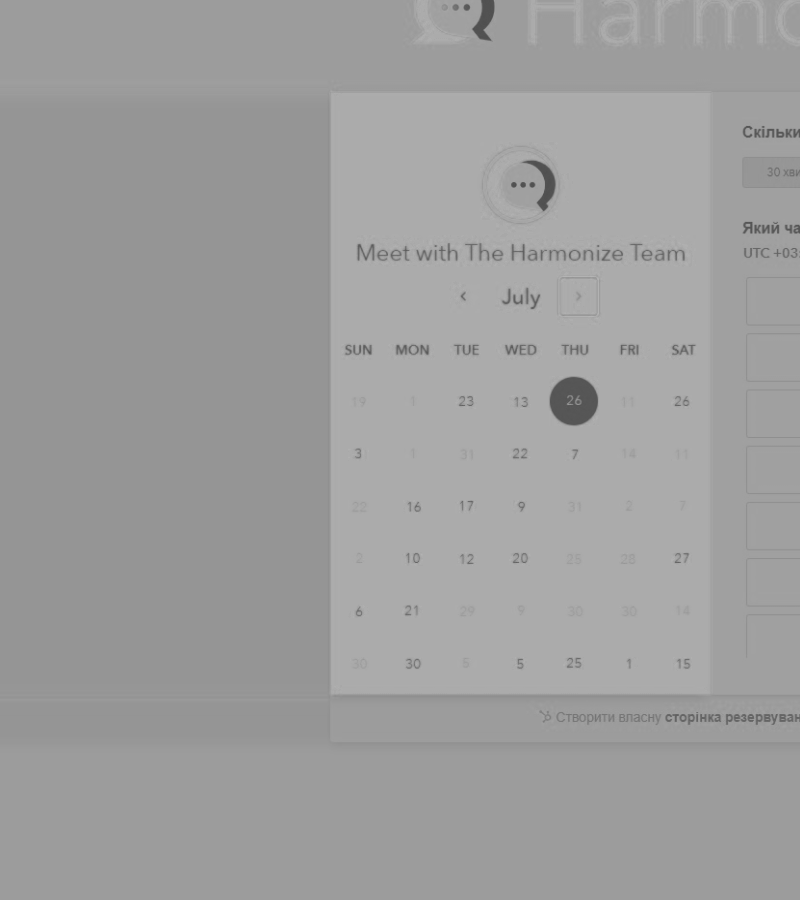 Harmo
Meet with The Harmonize Team
July
SUN MON TUE WED THU FRI SAT
19 1 23 13 26 11 26
3 1 31 22 7 14 11
22 16 17 9 31 2 7
2 10 12 20 25 28 27
6 21 29 9 30 30 14
30 30 5 5 25 1 15
Скільки
30 хви
Який ча
UTC +03:
Створити власну сторінка резервуван